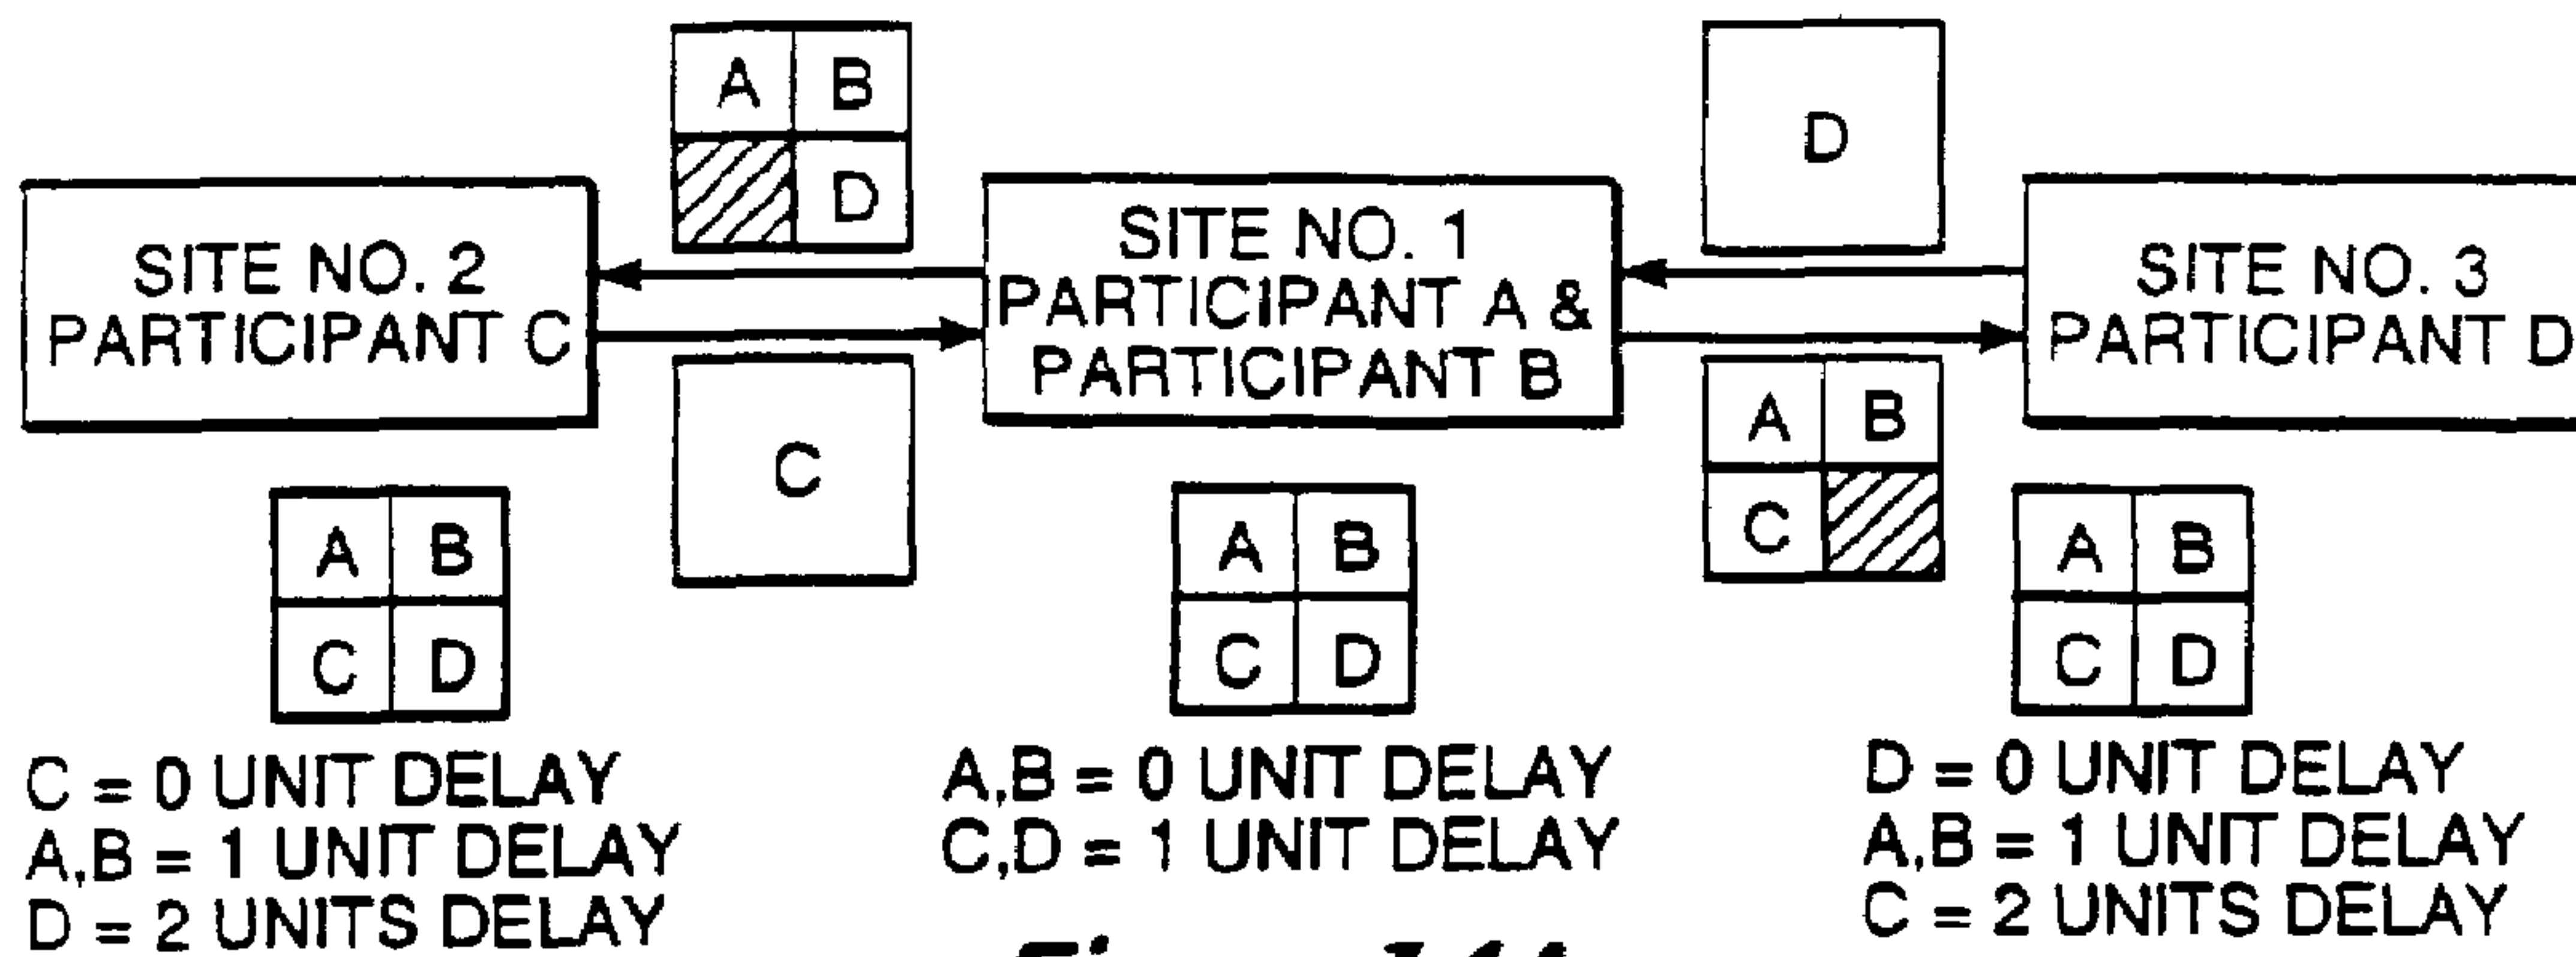 A B
D
D
SITE NO. 2
PARTICIPANT C
SITE NO. 1
PARTICIPANT A &
PARTICIPANT B
SITE NO. 3
PARTICIPANT D
C
A B
C
A B
C D
A B
C D
A B
C D
C = 0 UNIT DELAY
A,B = 1 UNIT DELAY
D = 2 UNITS DELAY
A,B = 0 UNIT DELAY
C,D = 1 UNIT DELAY
D = 0 UNIT DELAY
A,B = 1 UNIT DELAY
C = 2 UNITS DELAY